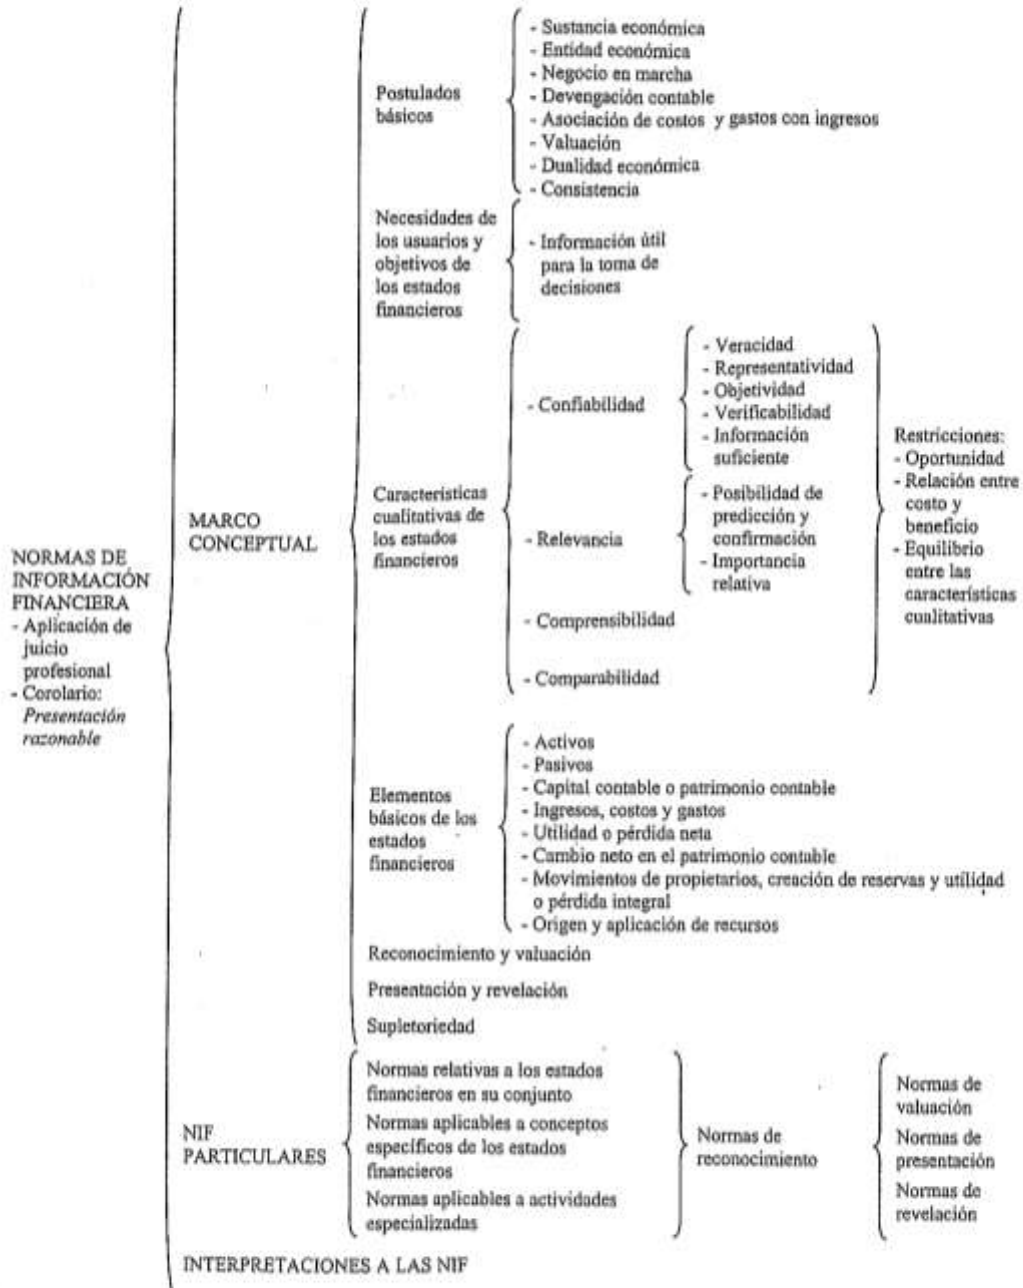 NORMAS DE
INFORMACIÓN
FINANCIERA
- Aplicación de
juicio
profesional
- Corolario:
Presentación
razonable
MARCO
CONCEPTUAL
Postulados
básicos
- Sustancia económica
- Entidad económica
- Negocio en marcha
- Devengación contable
- Asociación de costos y gastos con ingresos
- Valuación
- Dualidad económica
- Consistencia
Necesidades de
los usuarios y
objetivos de
los estados
financieros
- Información útil
para la toma de
decisiones
Características
cualitativas de
los estados
financieros
- Confiabilidad
- Veracidad
- Representatividad
- Objetividad
- Verificabilidad
- Información
suficiente
- Relevancia
- Posibilidad de
predicción y
confirmación
- Importancia
relativa
- Comprensibilidad
- Comparabilidad
Restricciones:
- Oportunidad
- Relación entre
costo y
beneficio
- Equilibrio
entre las
características
cualitativas
Elementos
básicos de los
estados
financieros
- Activos
- Pasivos
- Capital contable o patrimonio contable
- Ingresos, costos y gastos
- Utilidad o pérdida neta
- Cambio neto en el patrimonio contable
- Movimientos de propietarios, creación de reservas y utilidad
o pérdida integral
- Origen y aplicación de recursos
Reconocimiento y valuación
Presentación y revelación
Supletoriedad
NIF
PARTICULARES
Normas relativas a los estados
financieros en su conjunto
Normas aplicables a conceptos
específicos de los estados
financieros
Normas aplicables a actividades
especializadas
Normas de
reconocimiento
Normas de
valuación
Normas de
presentación
Normas de
revelación
INTERPRETACIONES A LAS NIF